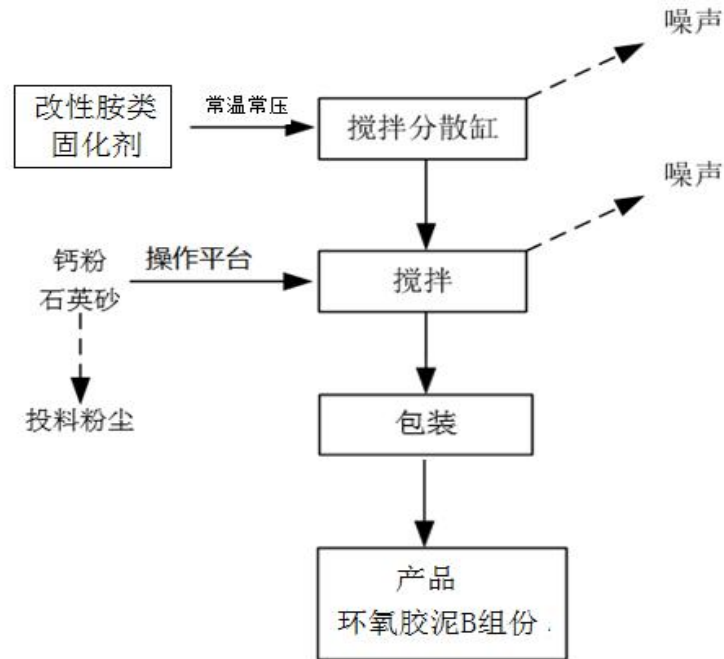 噪声
改性胺类
固化剂
常温常压
搅拌分散缸
噪声
钙粉
石英砂
操作平台
搅拌
投料粉尘
包装
产品
环氧胶泥B组份